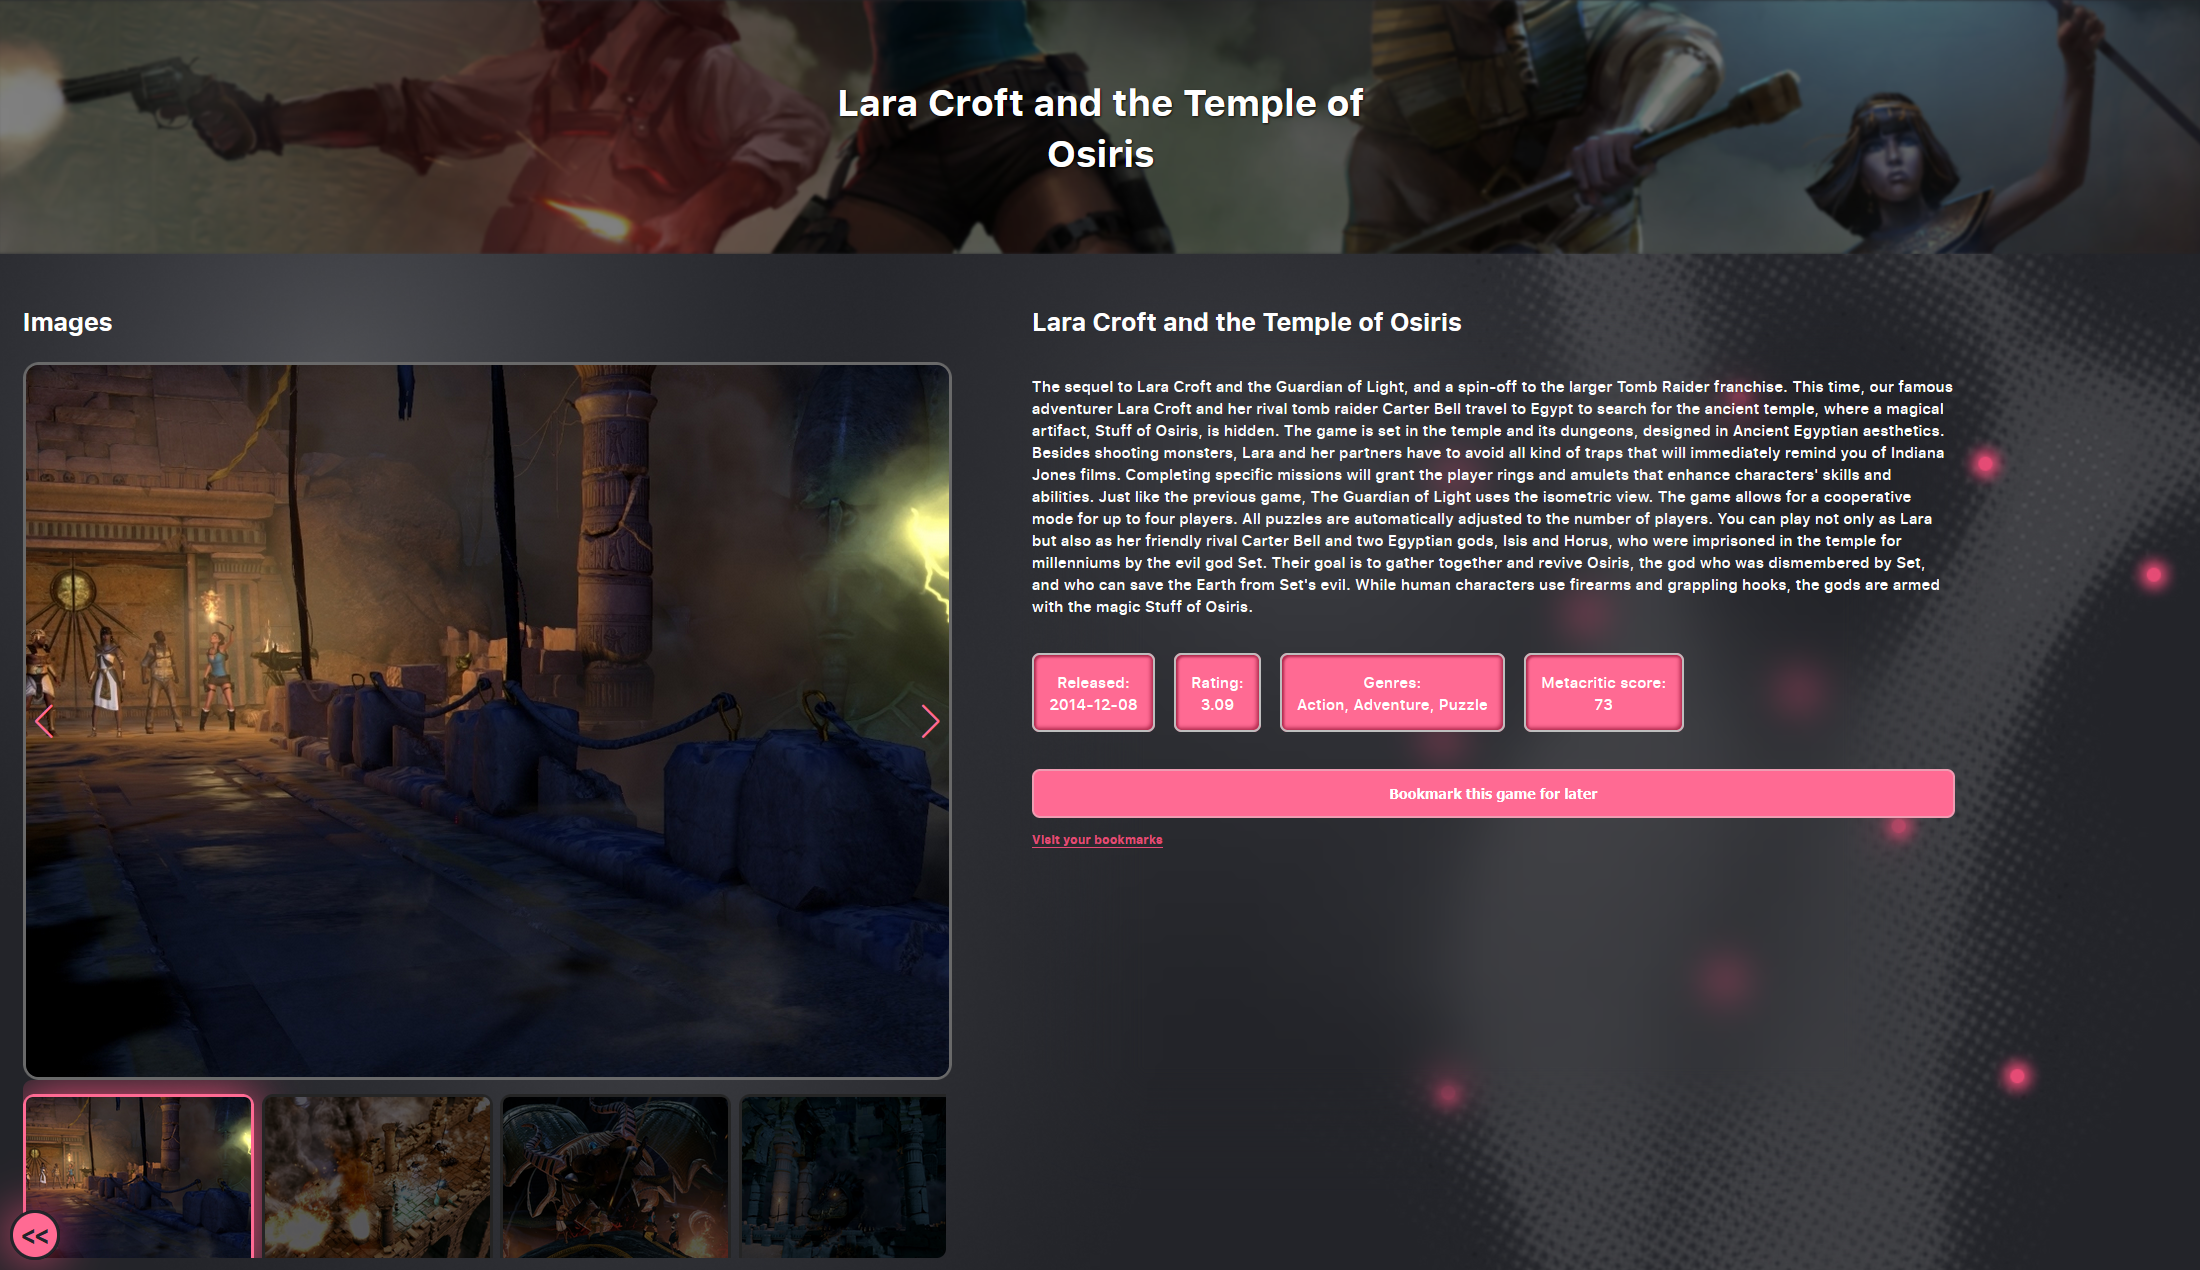 Lara Croft and the Temple of
Osiris
Images
Lara Croft and the Temple of Osiris
The sequel to Lara Croft and the Guardian of Light, and a spin-off to the larger Tomb Raider franchise. This time, our famous
adventurer Lara Croft and her rival tomb raider Carter Bell travel to Egypt to search for the ancient temple, where a magical
artifact, Stuff of Osiris, is hidden. The game is set in the temple and its dungeons, designed in Ancient Egyptian aesthetics.
Besides shooting monsters, Lara and her partners have to avoid all kind of traps that will immediately remind you of Indiana
Jones films. Completing specific missions will grant the player rings and amulets that enhance characters' skills and
abilities. Just like the previous game, The Guardian of Light uses the isometric view. The game allows for a cooperative
mode for up to four players. All puzzles are automatically adjusted to the number of players. You can play not only as Lara
but also as her friendly rival Carter Bell and two Egyptian gods, Isis and Horus, who were imprisoned in the temple for
millenniums by the evil god Set. Their goal is to gather together and revive Osiris, the god who was dismembered by Set,
and who can save the Earth from Set's evil. While human characters use firearms and grappling hooks, the gods are armed
with the magic Stuff of Osiris.
Released:
2014-12-08
Rating:
3.09
Genres:
Action, Adventure, Puzzle
Metacritic score:
73
Bookmark this game for later
Visit your bookmarks
<<